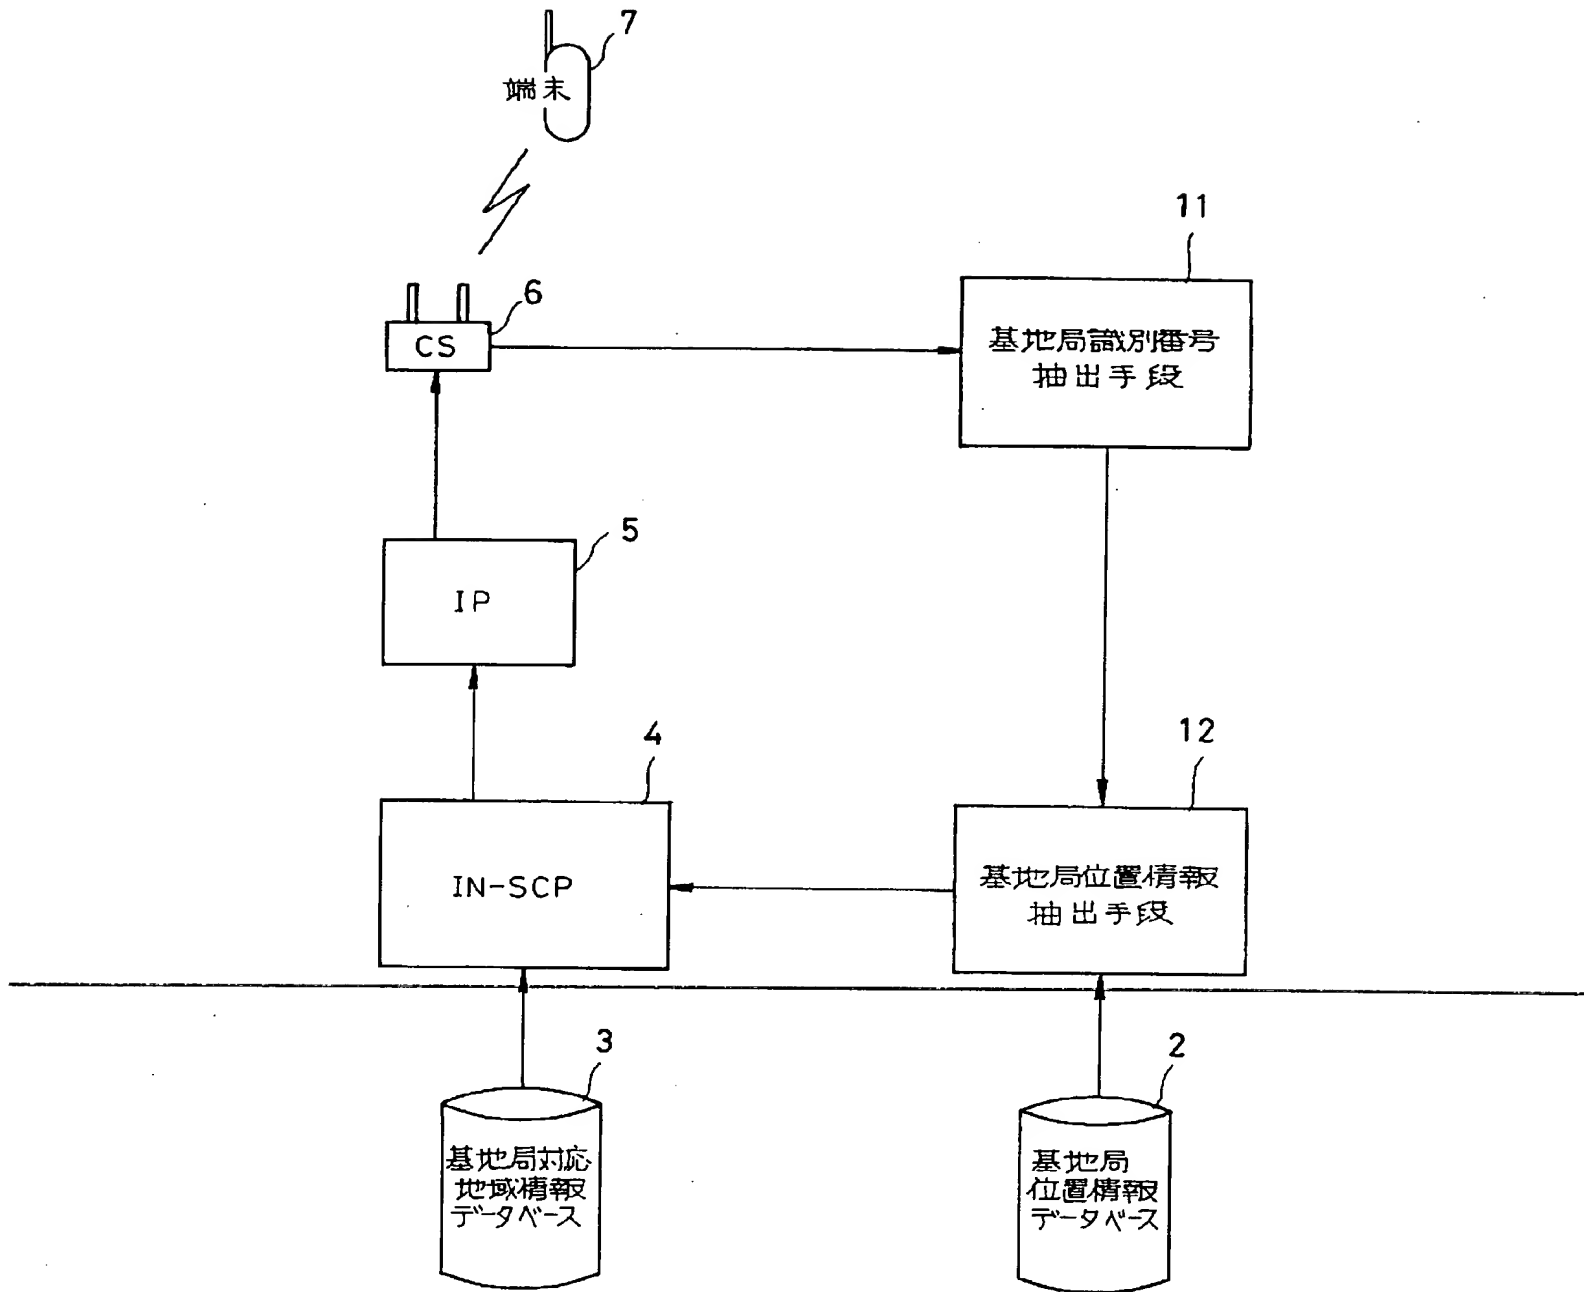 7
端末
11
6
CS
基地局識別番号
抽出手段
5
IP
4
12
IN-SCP
基地局位置情報
抽出手段
3
2
基地局対応
地域情報
データベース
基地局
位置情報
データベース